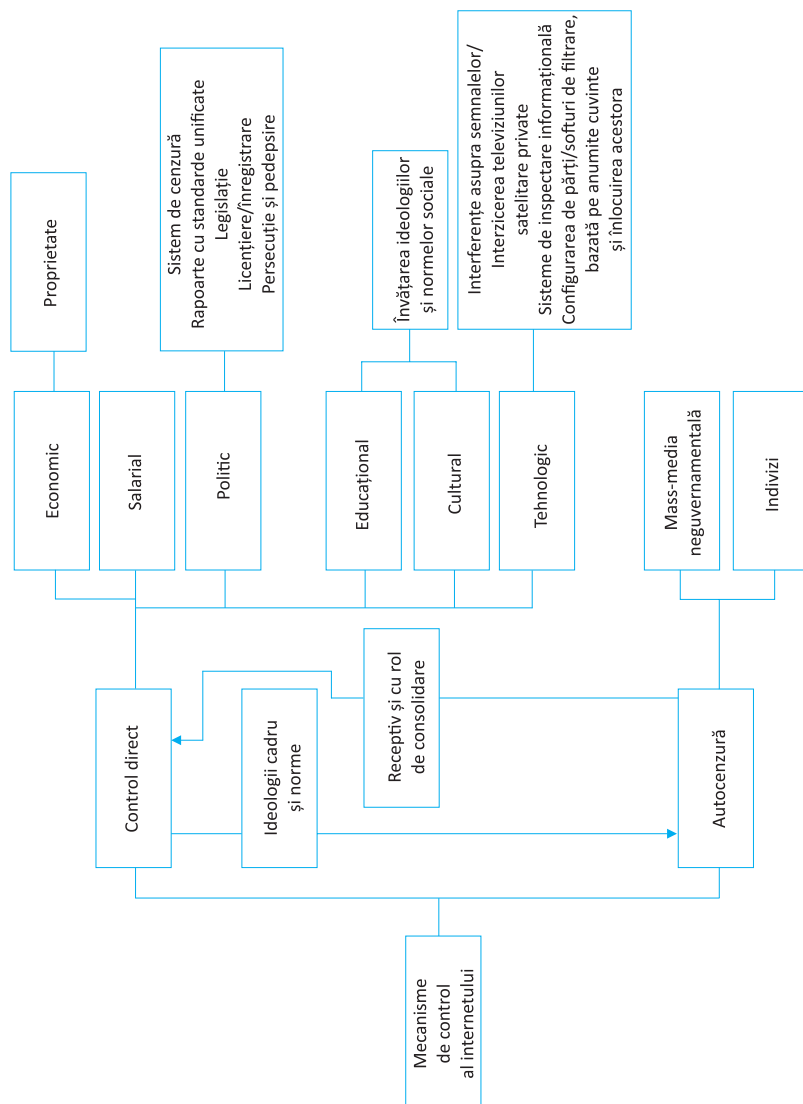 Mecanisme
de control
al internetului
Control direct
Ideologii cadru
și norme
Receptiv și cu rol
de consolidare
Autocenzură
Economic
Salarial
Politic
Educațional
Cultural
Tehnologic
Mass-media
neguvernamentală
Indivizi
Proprietate
Sistem de cenzură
Rapoarte cu standarde unificate
Legislație
Licențiere/înregistrare
Persecuție și pedepsire
Învățarea ideologiilor
și normelor sociale
Interferențe asupra semnalelor/
Interzicerea televiziunilor
satelitare private
Sisteme de inspectare informațională
Configurarea de părți/softuri de filtrare,
bazată pe anumite cuvinte
și înlocuirea acestora